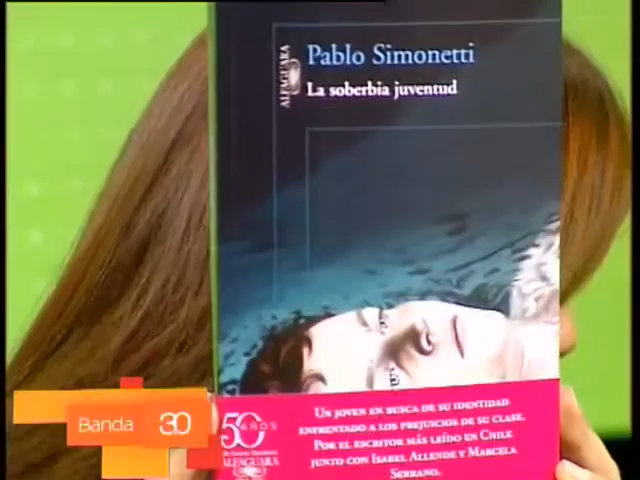 Pablo Simonetti
La soberbia juventud
ALFAGUARA
UN JOVEN EN BUSCA DE SU IDENTIDAD
ENFRENTADO A LOS PREJUICIOS DE SU CLASE.
POR EL ESCRITOR MÁS LEÍDO EN CHILE
JUNTO CON ISABEL ALLENDE Y MARCELA
SERRANO.
50 AÑOS
ALFAGUARA
Banda 30